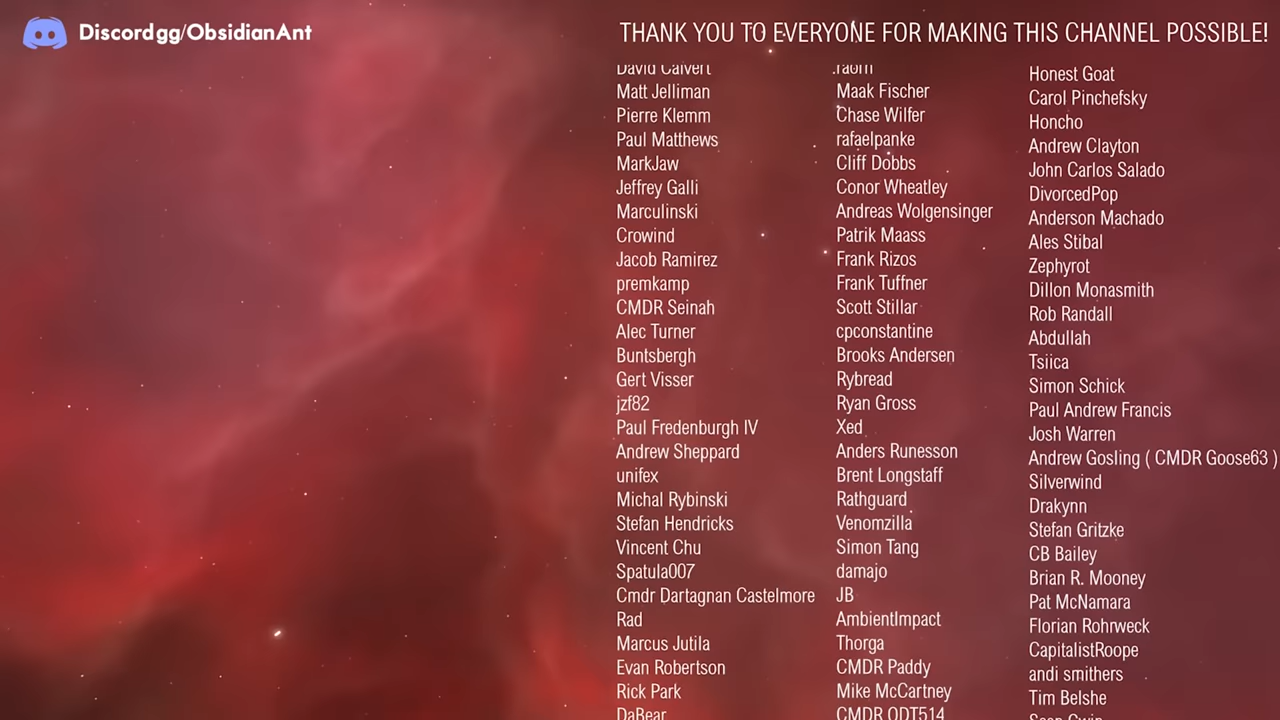 Discordgg/ObsidianAnt
THANK YOU TO EVERYONE FOR MAKING THIS CHANNEL POSSIBLE!
David Calvert
Matt Jelliman
Pierre Klemm
Paul Matthews
MarkJaw
Jeffrey Galli
Marculinski
Crowind
Jacob Ramirez
premkamp
CMDR Seinah
Alec Turner
Buntsbergh
Gert Visser
jzf82
Paul Fredenburgh IV
Andrew Sheppard
unifex
Michal Rybinski
Stefan Hendricks
Vincent Chu
Spatula007
Cmdr Dartagnan Castelmore
Rad
Marcus Jutila
Evan Robertson
Rick Park
DaBear
Maak Fischer
Chase Wilfer
rafaelpanke
Cliff Dobbs
Conor Wheatley
Andreas Wolgensinger
Patrik Maass
Frank Rizos
Frank Tuffner
Scott Stillar
cpconstantine
Brooks Andersen
Rybread
Ryan Gross
Xed
Anders Runesson
Brent Longstaff
Rathguard
Venomzilla
Simon Tang
damajo
JB
AmbientImpact
Thorga
CMDR Paddy
Mike McCartney
CMDR ODT514
Honest Goat
Carol Pinchefsky
Honcho
Andrew Clayton
John Carlos Salado
DivorcedPop
Anderson Machado
Ales Stibal
Zephyrot
Dillon Monasmith
Rob Randall
Abdullah
Tsiica
Simon Schick
Paul Andrew Francis
Josh Warren
Andrew Gosling ( CMDR Goose63 )
Silverwind
Drakynn
Stefan Gritzke
CB Bailey
Brian R. Mooney
Pat McNamara
Florian Rohrweck
CapitalistRoope
andi smithers
Tim Belshe